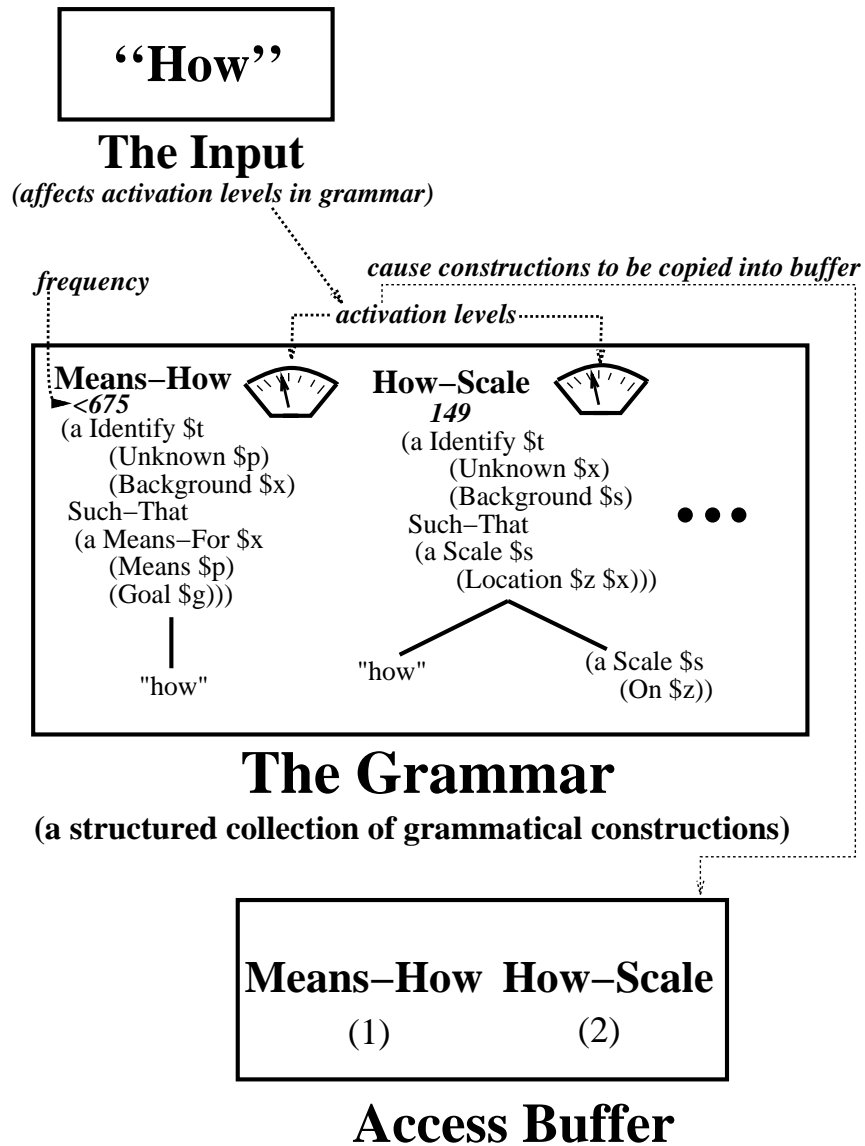 ‘‘How’’
The Input
(affects activation levels in grammar)
cause constructions to be copied into buffer
frequency
activation levels
Means−How
<675
(a Identify $t
(Unknown $p)
(Background $x)
Such−That
(a Means−For $x
(Means $p)
(Goal $g)))
"how"
How−Scale
149
(a Identify $t
(Unknown $x)
(Background $s)
Such−That
(a Scale $s
(Location $z $x)))
"how"
(a Scale $s
(On $z))
The Grammar
(a structured collection of grammatical constructions)
Means−How How−Scale
(1) (2)
Access Buffer